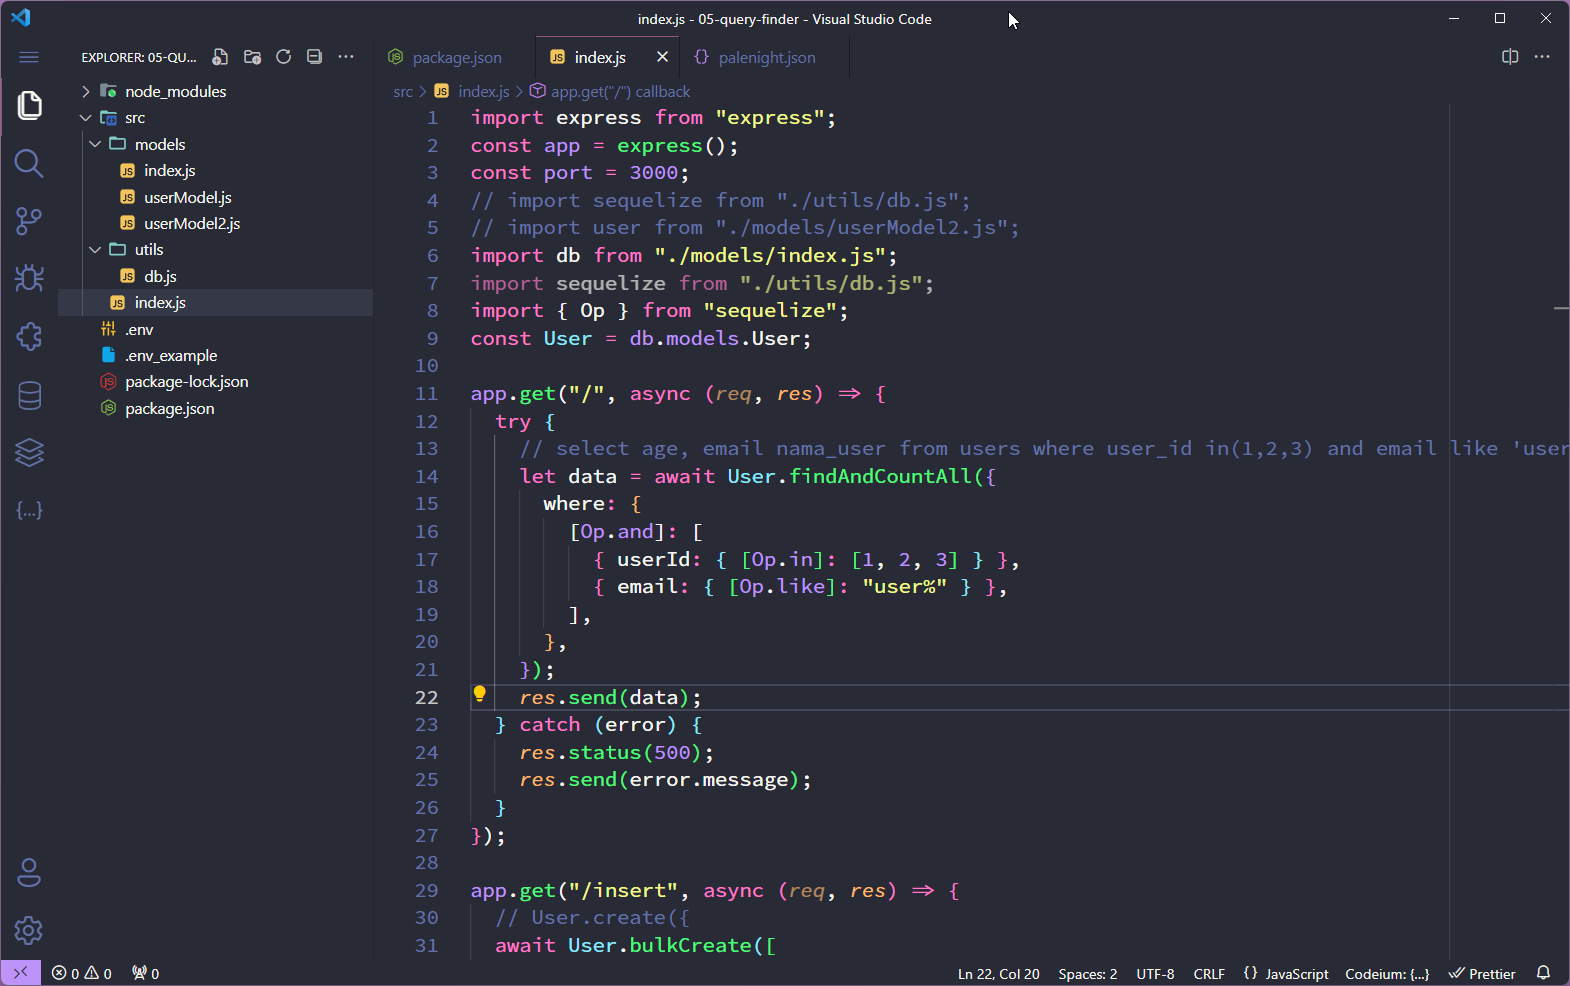 index.js - 05-query-finder - Visual Studio Code
EXPLORER: 05-QU...
package.json
JS index.js
{} palenight.json
src > JS index.js > app.get("/") callback
node_modules
src
models
JS index.js
JS userModel.js
JS userModel2.js
utils
JS db.js
JS index.js
.env
.env_example
package-lock.json
package.json
{...}
1 import express from "express";
2 const app = express();
3 const port = 3000;
4 // import sequelize from "./utils/db.js";
5 // import user from "./models/userModel2.js";
6 import db from "./models/index.js";
7 import sequelize from "./utils/db.js";
8 import { Op } from "sequelize";
9 const User = db.models.User;
10
11 app.get("/", async (req, res) => {
12 try {
13 // select age, email nama_user from users where user_id in(1,2,3) and email like 'user
14 let data = await User.findAndCountAll({
15 where: {
16 [Op.and]: [
17 { userId: { [Op.in]: [1, 2, 3] } },
18 { email: { [Op.like]: "user%" } },
19 ],
20 },
21 });
22 res.send(data);
23 } catch (error) {
24 res.status(500);
25 res.send(error.message);
26 }
27 });
28
29 app.get("/insert", async (req, res) => {
30 // User.create({
31 await User.bulkCreate([
0 0 0
Ln 22, Col 20 Spaces: 2 UTF-8 CRLF {} JavaScript Codeium: {...} Prettier